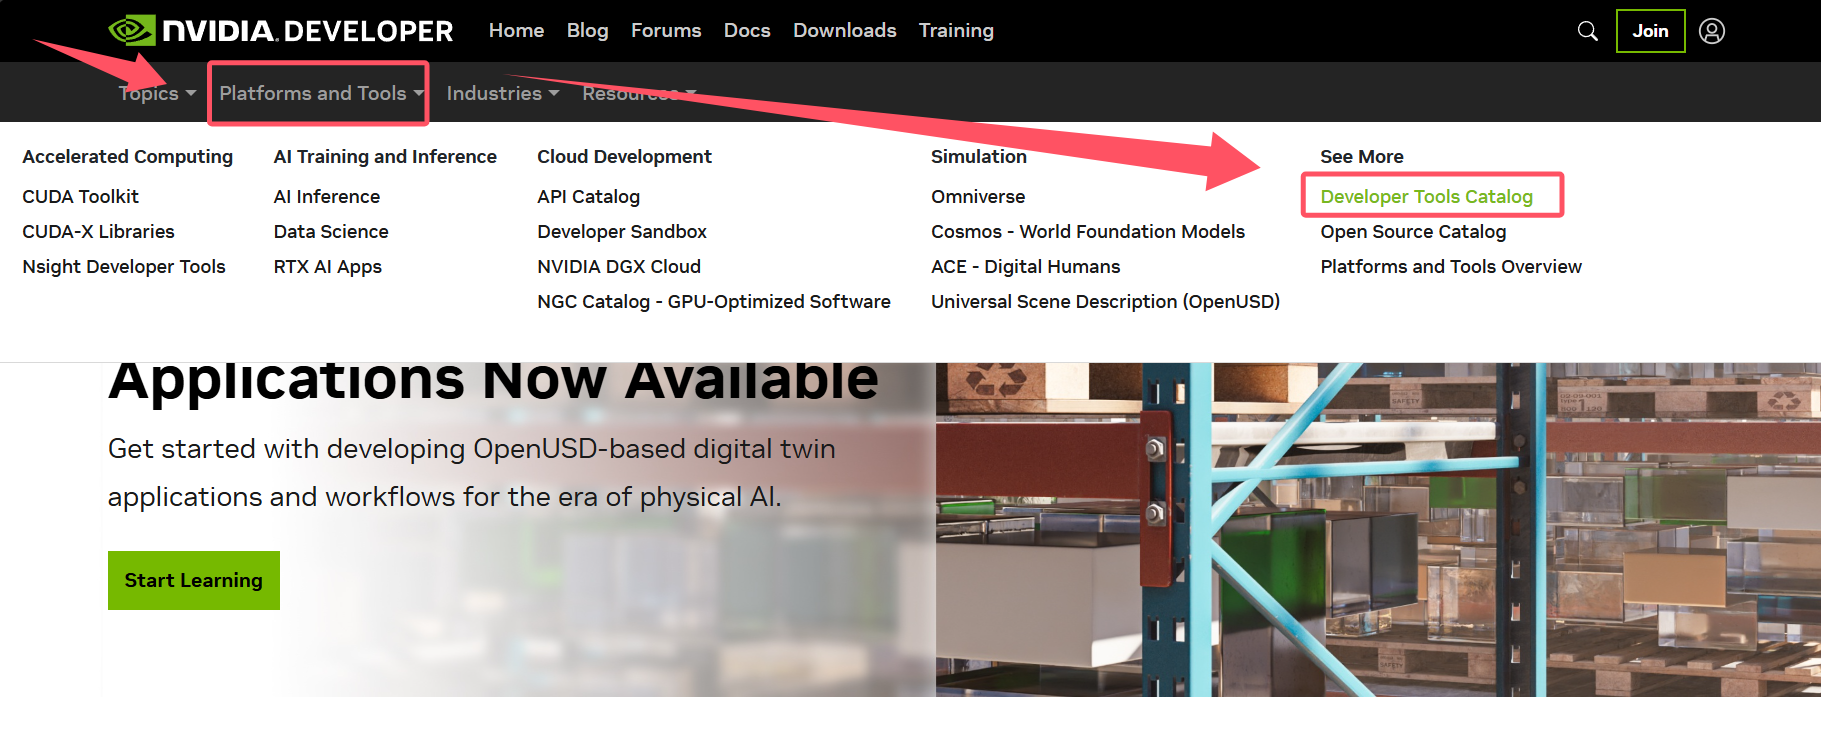 NVIDIA. DEVELOPER
Home Blog Forums Docs Downloads Training
Join
Topics Platforms and Tools Industries Resources
Accelerated Computing
CUDA Toolkit
CUDA-X Libraries
Nsight Developer Tools
AI Training and Inference
AI Inference
Data Science
RTX AI Apps
Cloud Development
API Catalog
Developer Sandbox
NVIDIA DGX Cloud
NGC Catalog - GPU-Optimized Software
Simulation
Omniverse
Cosmos - World Foundation Models
ACE - Digital Humans
Universal Scene Description (OpenUSD)
See More
Developer Tools Catalog
Open Source Catalog
Platforms and Tools Overview
Applications Now Available
Get started with developing OpenUSD-based digital twin
applications and workflows for the era of physical AI.
Start Learning
SAFETY
SAFETY